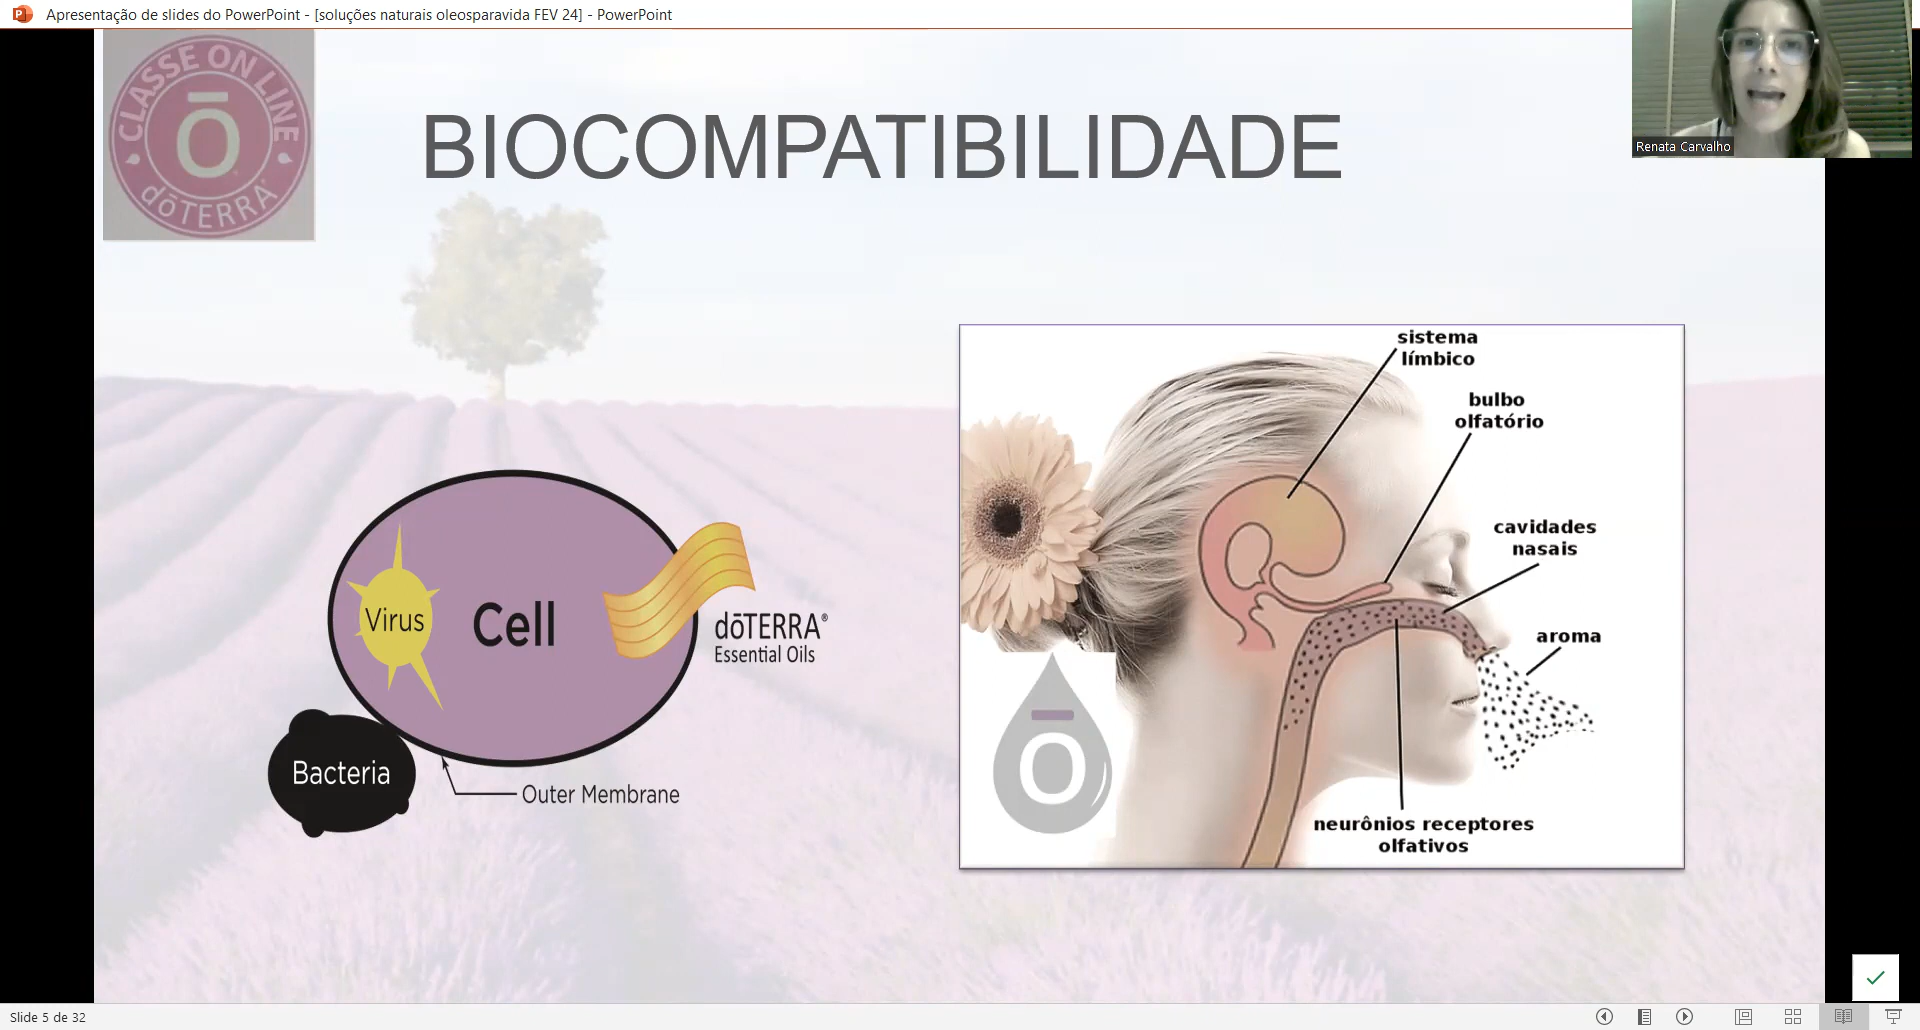 Apresentação de slides do PowerPoint - [soluções naturais oleosparavida FEV 24] - PowerPoint
CLASSE ON LINE
dōTERRA
BIOCOMPATIBILIDADE
Renata Carvalho
Virus
Cell
dōTERRA®
Essential Oils
Bacteria
Outer Membrane
sistema
límbico
bulbo
olfatório
cavidades
nasais
aroma
neurônios receptores
olfativos
Slide 5 de 32